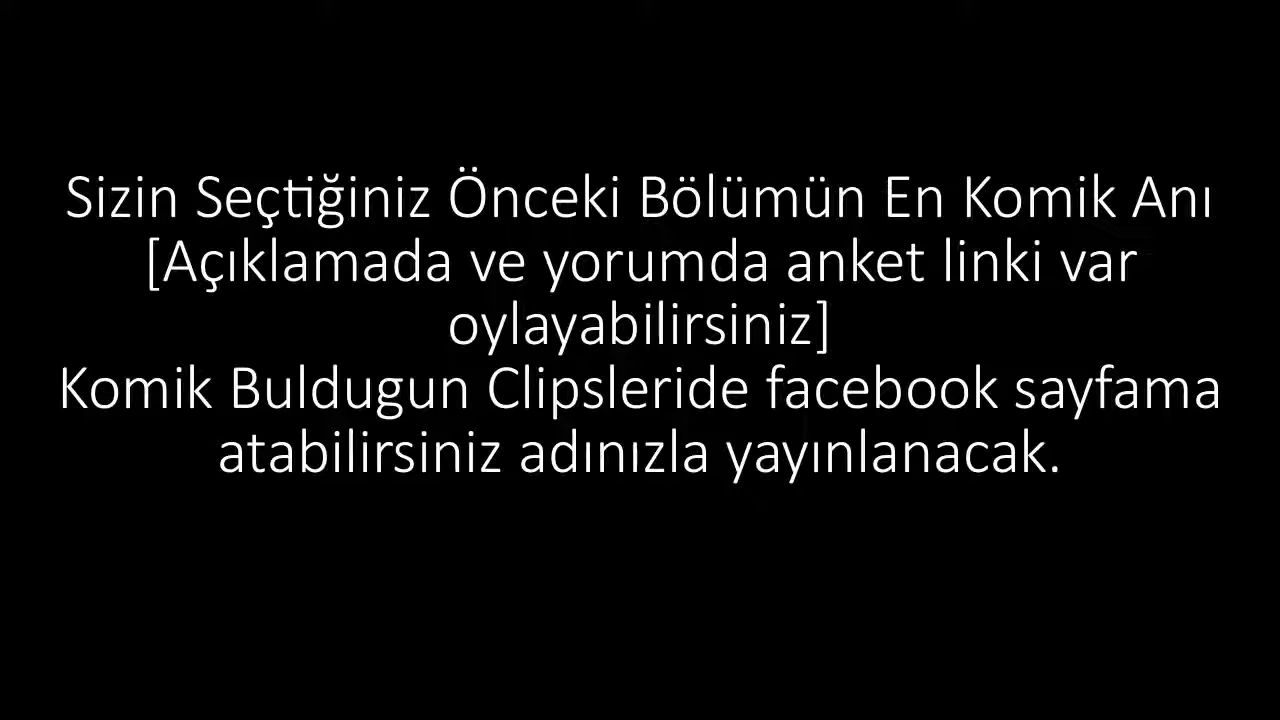 Sizin Seçtiğiniz Önceki Bölümün En Komik Anı
[Açıklamada ve yorumda anket linki var
oylayabilirsiniz]
Komik Buldugun Clipsleride facebook sayfama
atabilirsiniz adınızla yayınlanacak.